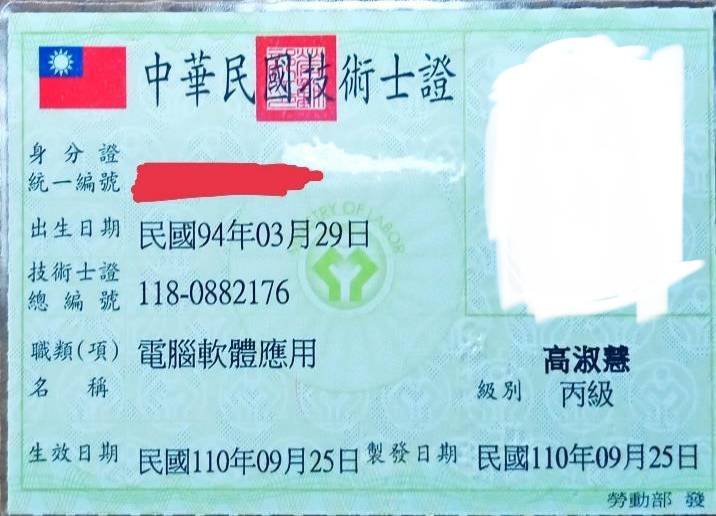 中華民國技術士證
身分證
統一編號
出生日期 民國94年03月29日
MINISTRY OF LABOR
技術士證
總編號 118-0882176
職類(項) 電腦軟體應用
名稱
高淑慧
級別 丙級
生效日期 民國110年09月25日 製發日期 民國110年09月25日
勞動部 發